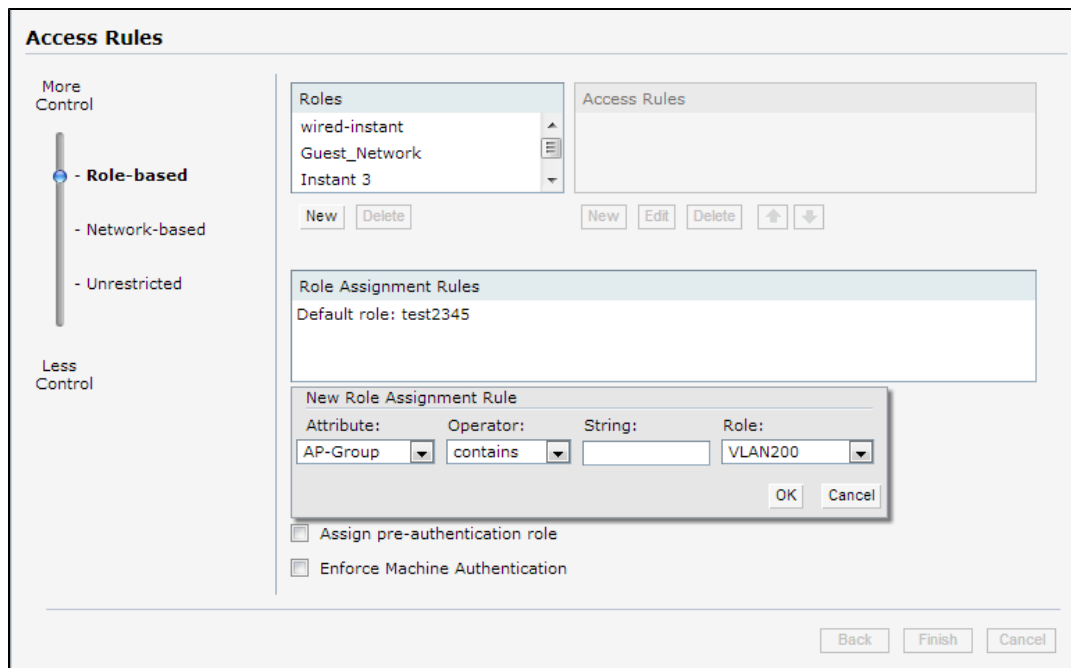 Access Rules
More
Control
- Role-based
- Network-based
- Unrestricted
Less
Control
Roles
wired-instant
Guest_Network
Instant 3
New
Delete
Access Rules
New
Edit
Delete
Role Assignment Rules
Default role: test2345
New Role Assignment Rule
Attribute:
Operator:
String:
Role:
AP-Group
contains
VLAN200
OK
Cancel
Assign pre-authentication role
Enforce Machine Authentication
Back
Finish
Cancel